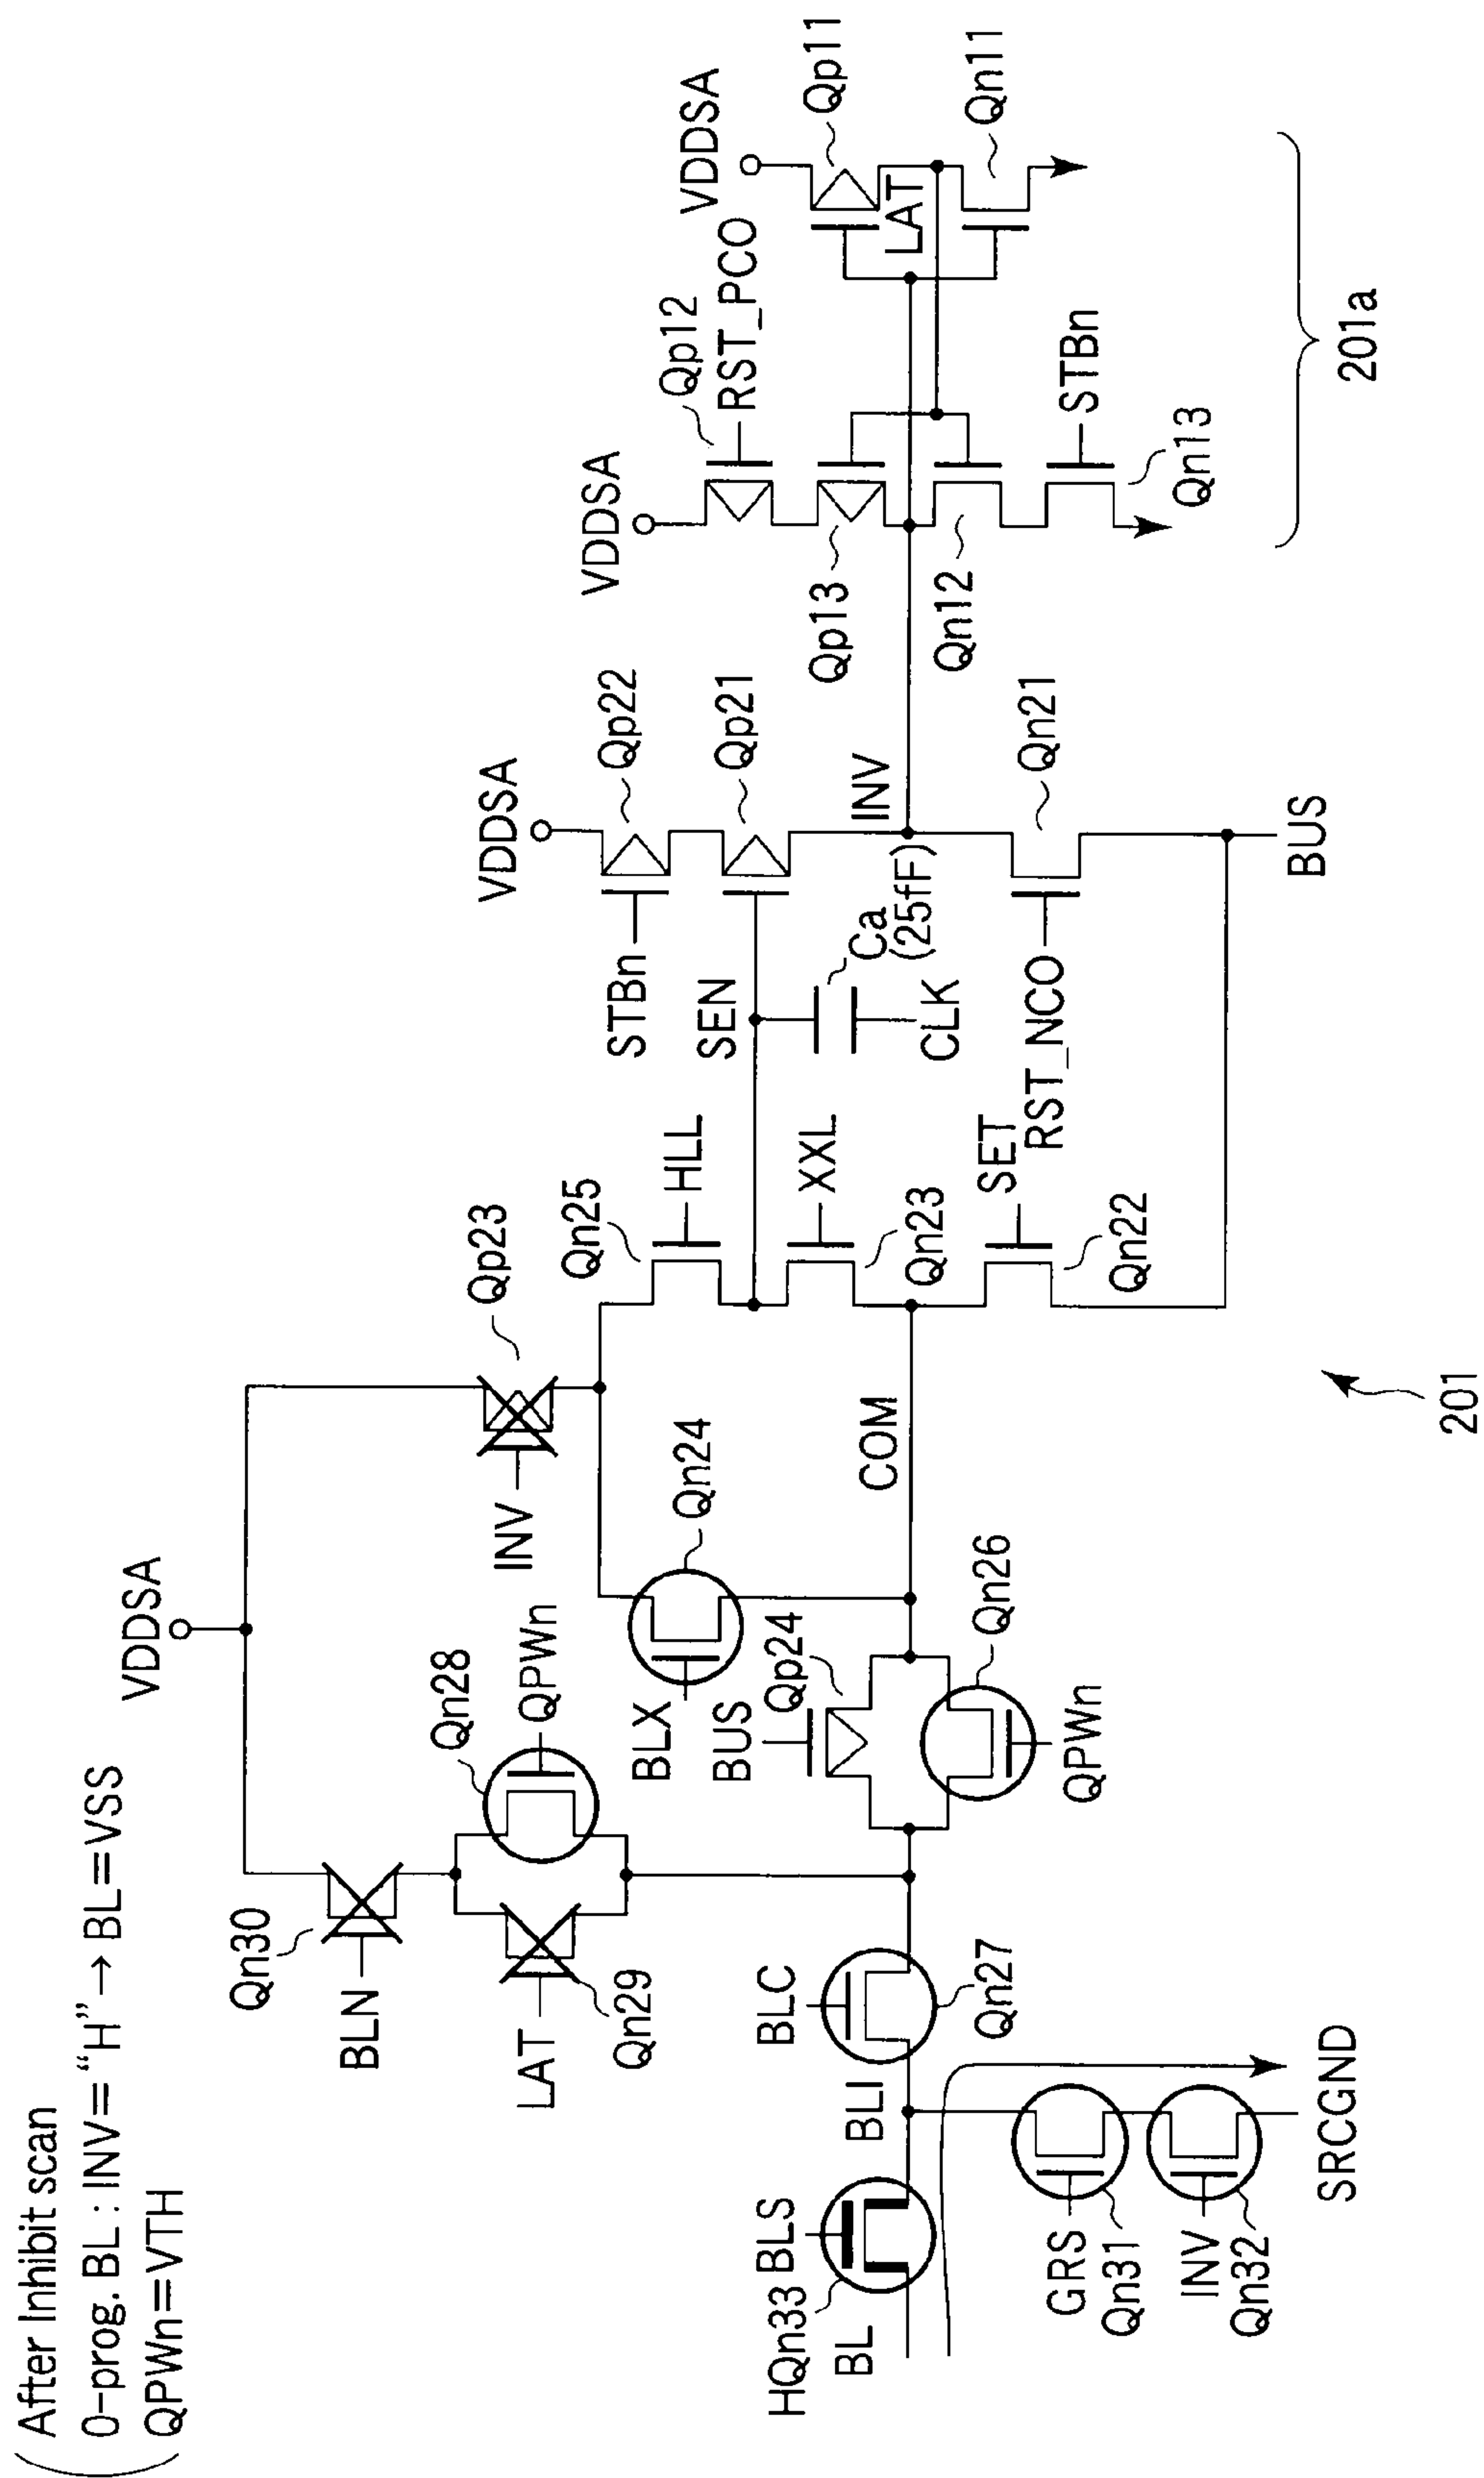 After Inhibit scan
0-prog. BL : INV="H"→BL=VSS
QPWn=VTH
VDDSA
Qn30
BLN
Qn28
QPWn
LAT
Qn29
INV
Qp23
BLX
Qn24
BUS
Qp24
COM
Qn26
QPWn
BLC
Qn27
BLI
HQn33
BLS
BL
GRS
Qn31
INV
Qn32
SRCGND
Qn25
HLL
XXL
Qn23
SET
Qn22
VDDSA
STBn
Qp22
SEN
Qp21
Ca
(25fF)
CLK
INV
RST_NCO
Qn21
BUS
VDDSA
Qp12
RST_PCO
Qp13
Qn12
STBn
Qn13
VDDSA
Qp11
LAT
Qn11
201a
201